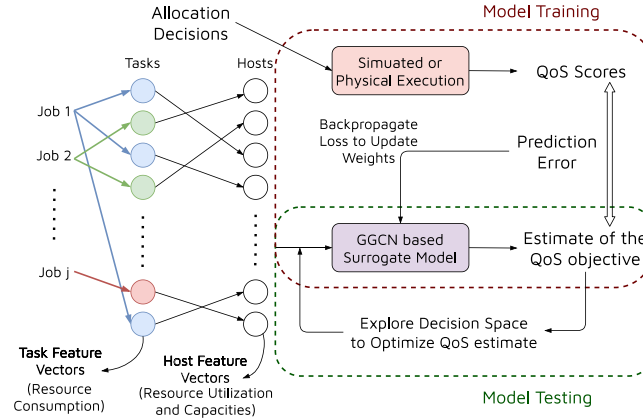 Allocation
Decisions
Model Training
Tasks
Hosts
Simuated or
Physical Execution
QoS Scores
Job 1
Job 2
Job j
Backpropagate
Loss to Update
Weights
Prediction
Error
GGCN based
Surrogate Model
Estimate of the
QoS objective
Explore Decision Space
to Optimize QoS estimate
Task Feature
Vectors
(Resource
Consumption)
Host Feature
Vectors
(Resource Utilization
and Capacities)
Model Testing